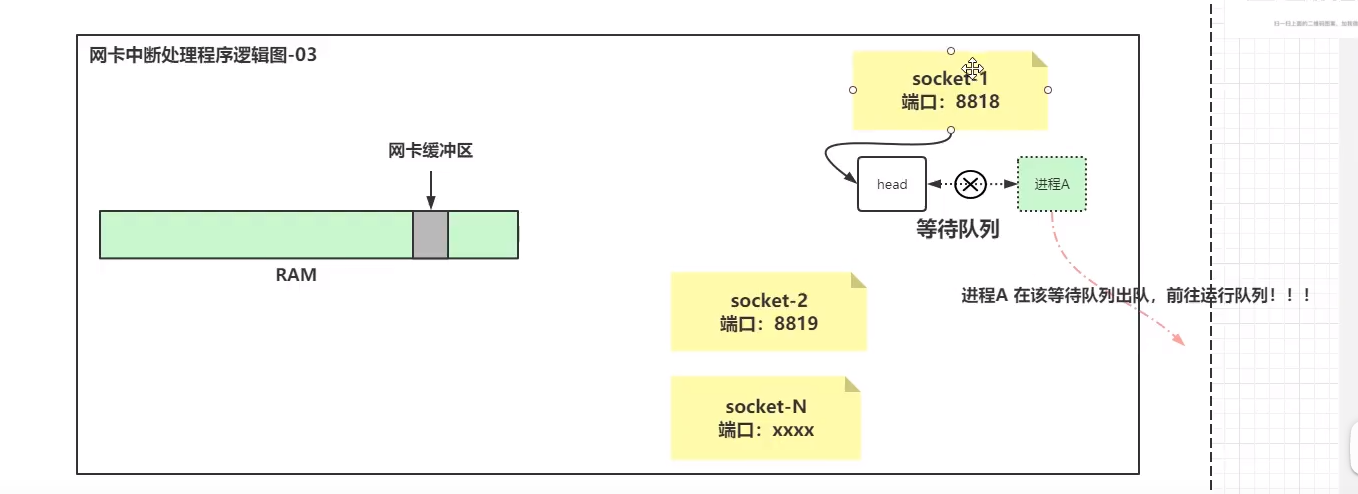 网卡中断处理程序逻辑图-03
socket-1
端口：8818
网卡缓冲区
head
进程A
等待队列
RAM
socket-2
端口：8819
进程A 在该等待队列出队，前往运行队列！！！
socket-N
端口：xxxx